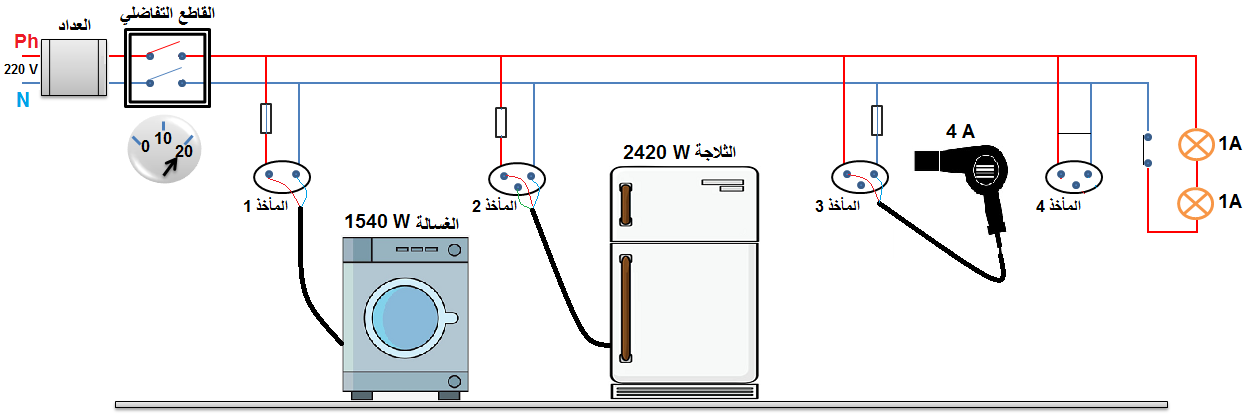 العداد
القاطع التفاضلي
Ph
220 V
N
0 10 20
المأخذ 1
الغسالة 1540 W
المأخذ 2
الثلاجة 2420 W
المأخذ 3
4 A
المأخذ 4
1A
1A